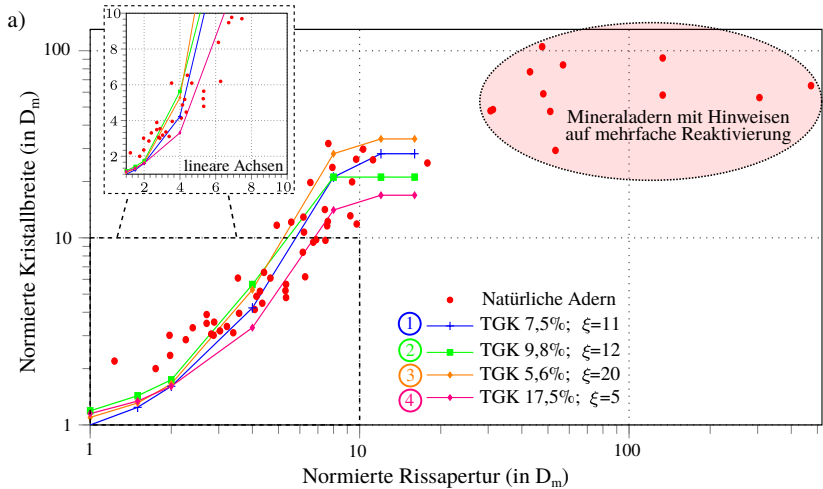 a)
100
10
1
Normierte Kristallbreite (in Dm)
1
10
100
Normierte Rissapertur (in Dm)
10
8
6
4
2
2
4
6
8
10
lineare Achsen
Mineraladern mit Hinweisen
auf mehrfache Reaktivierung
Natürliche Adern
1 TGK 7,5%; ξ=11
2 TGK 9,8%; ξ=12
3 TGK 5,6%; ξ=20
4 TGK 17,5%; ξ=5